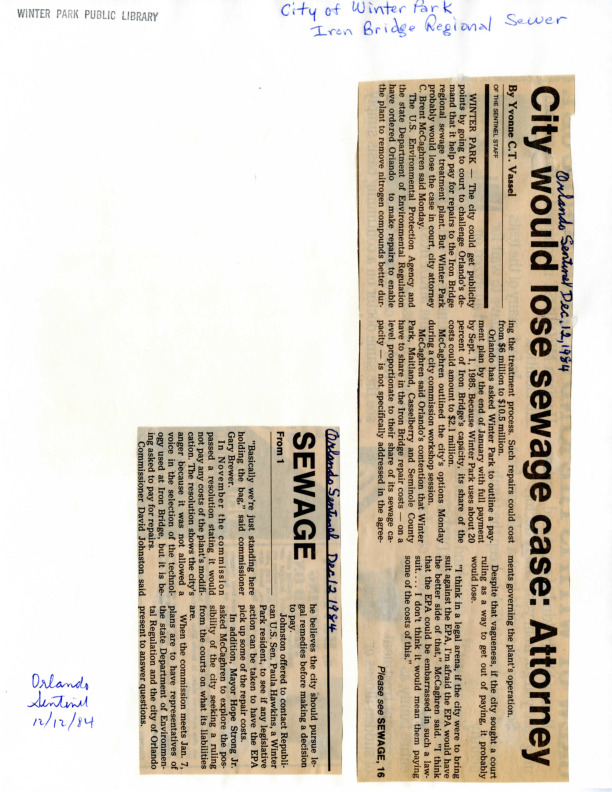 WINTER PARK PUBLIC LIBRARY
City of Winter Park
Iron Bridge Regional Sewer
Orlando Sentinel Dec. 12, 1984
City would lose sewage case: Attorney
By Yvonne C.T. Vassel
OF THE SENTINEL STAFF
WINTER PARK — The city could get publicity
points by going to court to challenge Orlando's de-
mand that it help pay for repairs to the Iron Bridge
regional sewage treatment plant. But Winter Park
probably would lose the case in court, city attorney
C. Brent McCaghren said Monday.
The U.S. Environmental Protection Agency and
the state Department of Environmental Regulation
have ordered Orlando to make repairs to enable
the plant to remove nitrogen compounds better dur-
ing the treatment process. Such repairs could cost
from $6 million to $10.5 million.
Orlando has asked Winter Park to outline a pay-
ment plan by the end of January, with full payment
by Sept. 1, 1985. Because Winter Park uses about 20
percent of Iron Bridge's capacity, its share of the
costs could amount to $2.1 million.
McCaghren outlined the city's options Monday
during a city commission workshop session.
McCaghren said Orlando's contention that Winter
Park, Maitland, Casselberry and Seminole County
have to share in the Iron Bridge repair costs — on a
level proportionate to their share of its sewage ca-
pacity — is not specifically addressed in the agree-
ments governing the plant's operation.
Despite that vagueness, if the city sought a court
ruling as a way to get out of paying, it probably
would lose.
"I think in a legal arena, if the city were to bring
suit against the EPA, I'm afraid the EPA would have
the better side of that," McCaghren said. "I think
that the EPA could be embarrassed in such a law-
suit. . . . I don't think it would mean them paying
some of the costs of this."
Please see SEWAGE, 16
Orlando Sentinel Dec 12 1984
SEWAGE
From 1
"Basically we're just standing here
holding the bag," said commissioner
Gary Brewer.
In November the commission
passed a resolution stating it would
not pay any costs of the plant's modifi-
cation. The resolution shows the city's
anger because it was not allowed a
voice in the selection of the technol-
ogy used at Iron Bridge, but it is be-
ing asked to pay for repairs.
Commissioner David Johnston said
he believes the city should pursue le-
gal remedies before making a decision
to pay.
Johnston offered to contact Republi-
can U.S. Sen. Paula Hawkins, a Winter
Park resident, to see if any legislative
action can be taken to have the EPA
pick up some of the repair costs.
In addition, Mayor Hope Strong Jr.
asked McCaghren to explore the pos-
sibility of the city seeking a ruling
from the courts on what its liabilities
are.
When the commission meets Jan. 7,
plans are to have representatives of
the state Department of Environmen-
tal Regulation and the city of Orlando
present to answer questions.
Orlando
Sentinel
12/12/84